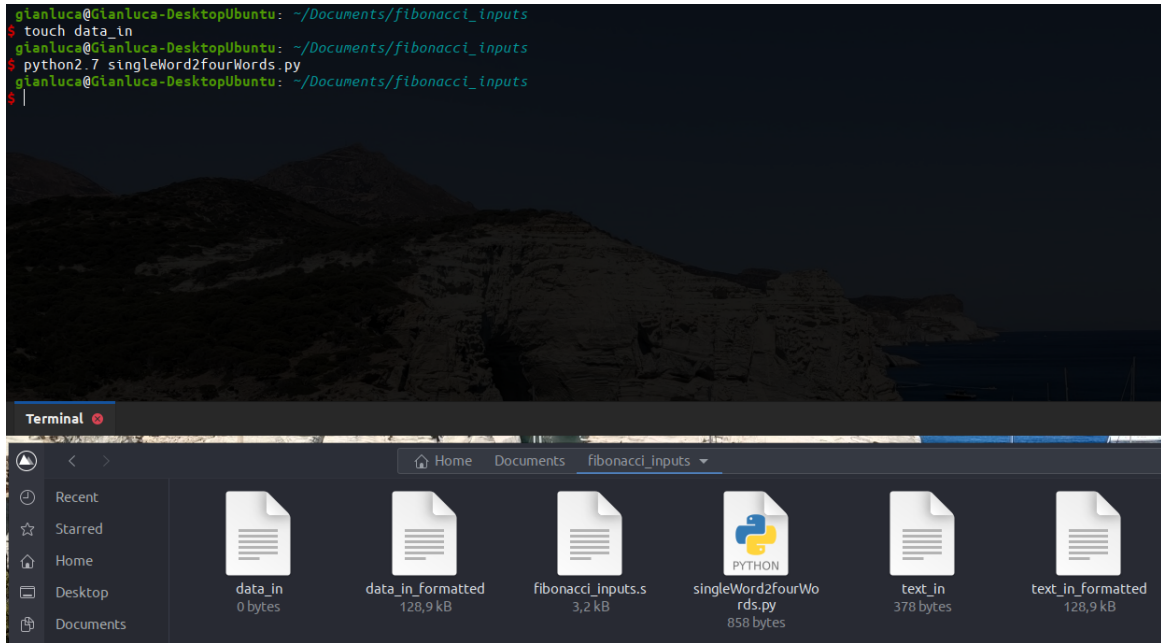 gianluca@Gianluca-DesktopUbuntu: ~/Documents/fibonacci_inputs
$ touch data_in
gianluca@Gianluca-DesktopUbuntu: ~/Documents/fibonacci_inputs
$ python2.7 singleWord2fourWords.py
gianluca@Gianluca-DesktopUbuntu: ~/Documents/fibonacci_inputs
$
Terminal
Home Documents fibonacci_inputs
Recent
Starred
Home
Desktop
Documents
PYTHON
data_in data_in_formatted fibonacci_inputs.s singleWord2fourWo text_in text_in_formatted
0 bytes 128,9 kB 3,2 kB rds.py 378 bytes 128,9 kB
858 bytes